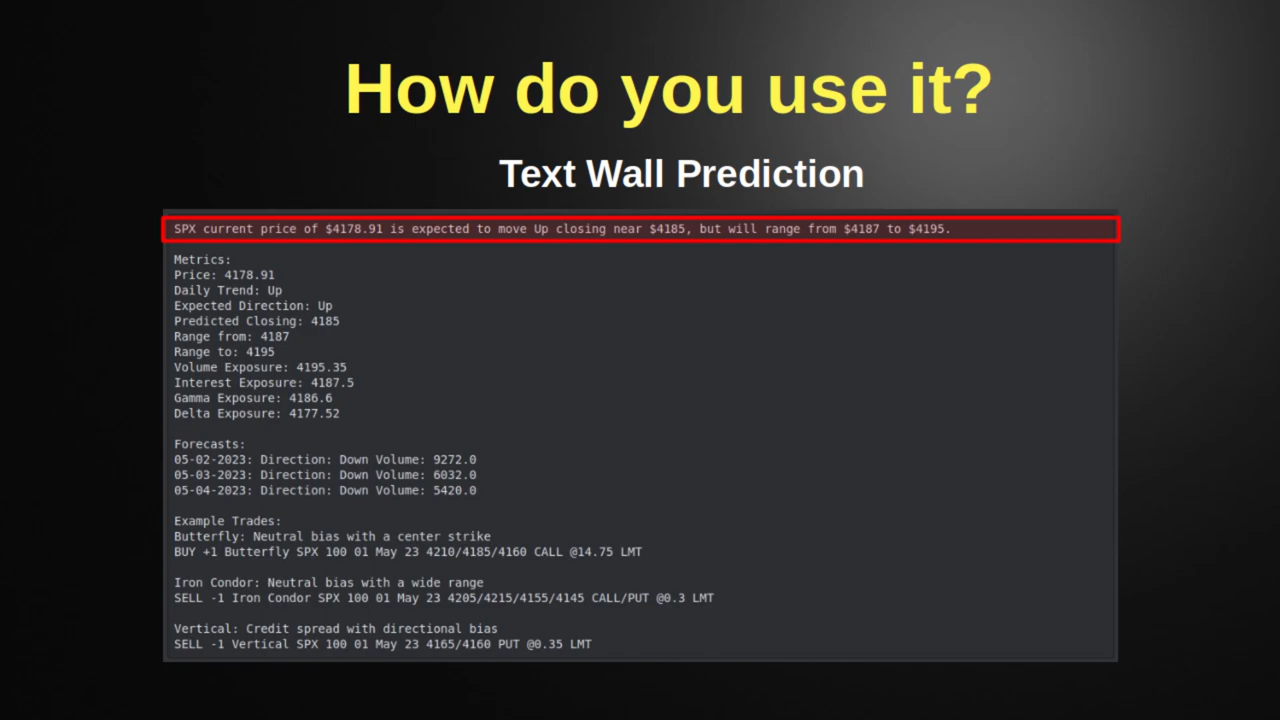 How do you use it?
Text Wall Prediction
SPX current price of $4178.91 is expected to move Up closing near $4185, but will range from $4187 to $4195.
Metrics:
Price: 4178.91
Daily Trend: Up
Expected Direction: Up
Predicted Closing: 4185
Range from: 4187
Range to: 4195
Volume Exposure: 4195.35
Interest Exposure: 4187.5
Gamma Exposure: 4186.6
Delta Exposure: 4177.52
Forecasts:
05-02-2023: Direction: Down Volume: 9272.0
05-03-2023: Direction: Down Volume: 6032.0
05-04-2023: Direction: Down Volume: 5420.0
Example Trades:
Butterfly: Neutral bias with a center strike
BUY +1 Butterfly SPX 100 01 May 23 4210/4185/4160 CALL @14.75 LMT
Iron Condor: Neutral bias with a wide range
SELL -1 Iron Condor SPX 100 01 May 23 4205/4215/4155/4145 CALL/PUT @0.3 LMT
Vertical: Credit spread with directional bias
SELL -1 Vertical SPX 100 01 May 23 4165/4160 PUT @0.35 LMT